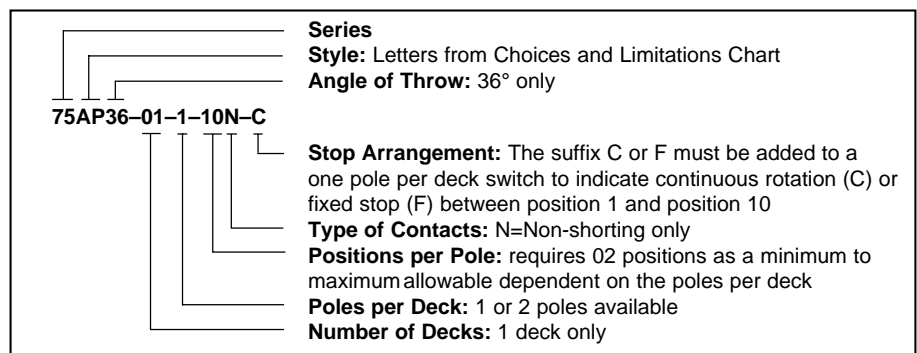 Series
Style: Letters from Choices and Limitations Chart
Angle of Throw: 36° only
75AP36–01–1–10N–C
Stop Arrangement: The suffix C or F must be added to a
one pole per deck switch to indicate continuous rotation (C) or
fixed stop (F) between position 1 and position 10
Type of Contacts: N=Non-shorting only
Positions per Pole: requires 02 positions as a minimum to
maximum allowable dependent on the poles per deck
Poles per Deck: 1 or 2 poles available
Number of Decks: 1 deck only